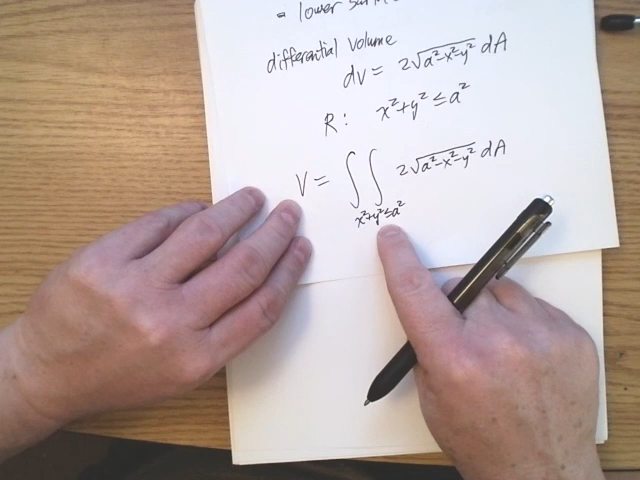 = lower
differential volume
dv = 2√(a²-x²-y²) dA
R: x²+y² ≤ a²
V = ∫∫ 2√(a²-x²-y²) dA
x²+y²≤a²